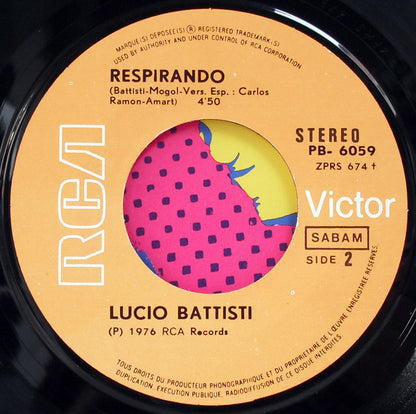 MARQUE(S) DEPOSEE(S) ® REGISTERED TRADEMARK(S)
USED BY AUTHORITY AND UNDER CONTROL OF RCA CORPORATION
RESPIRANDO
(Battisti-Mogol-Vers. Esp.: Carlos
Ramon-Amart) 4'50
STEREO
PB- 6059
ZPRS 674 †
RCA
Victor
SABAM
SIDE 2
LUCIO BATTISTI
(P) 1976 RCA Records
TOUS DROITS DU PRODUCTEUR PHONOGRAPHIQUE ET DU PROPRIETAIRE DE L'ŒUVRE ENREGISTREE RESERVES
DUPLICATION, EXECUTION PUBLIQUE, RADIODIFFUSION DE CE DISQUE INTERDITES